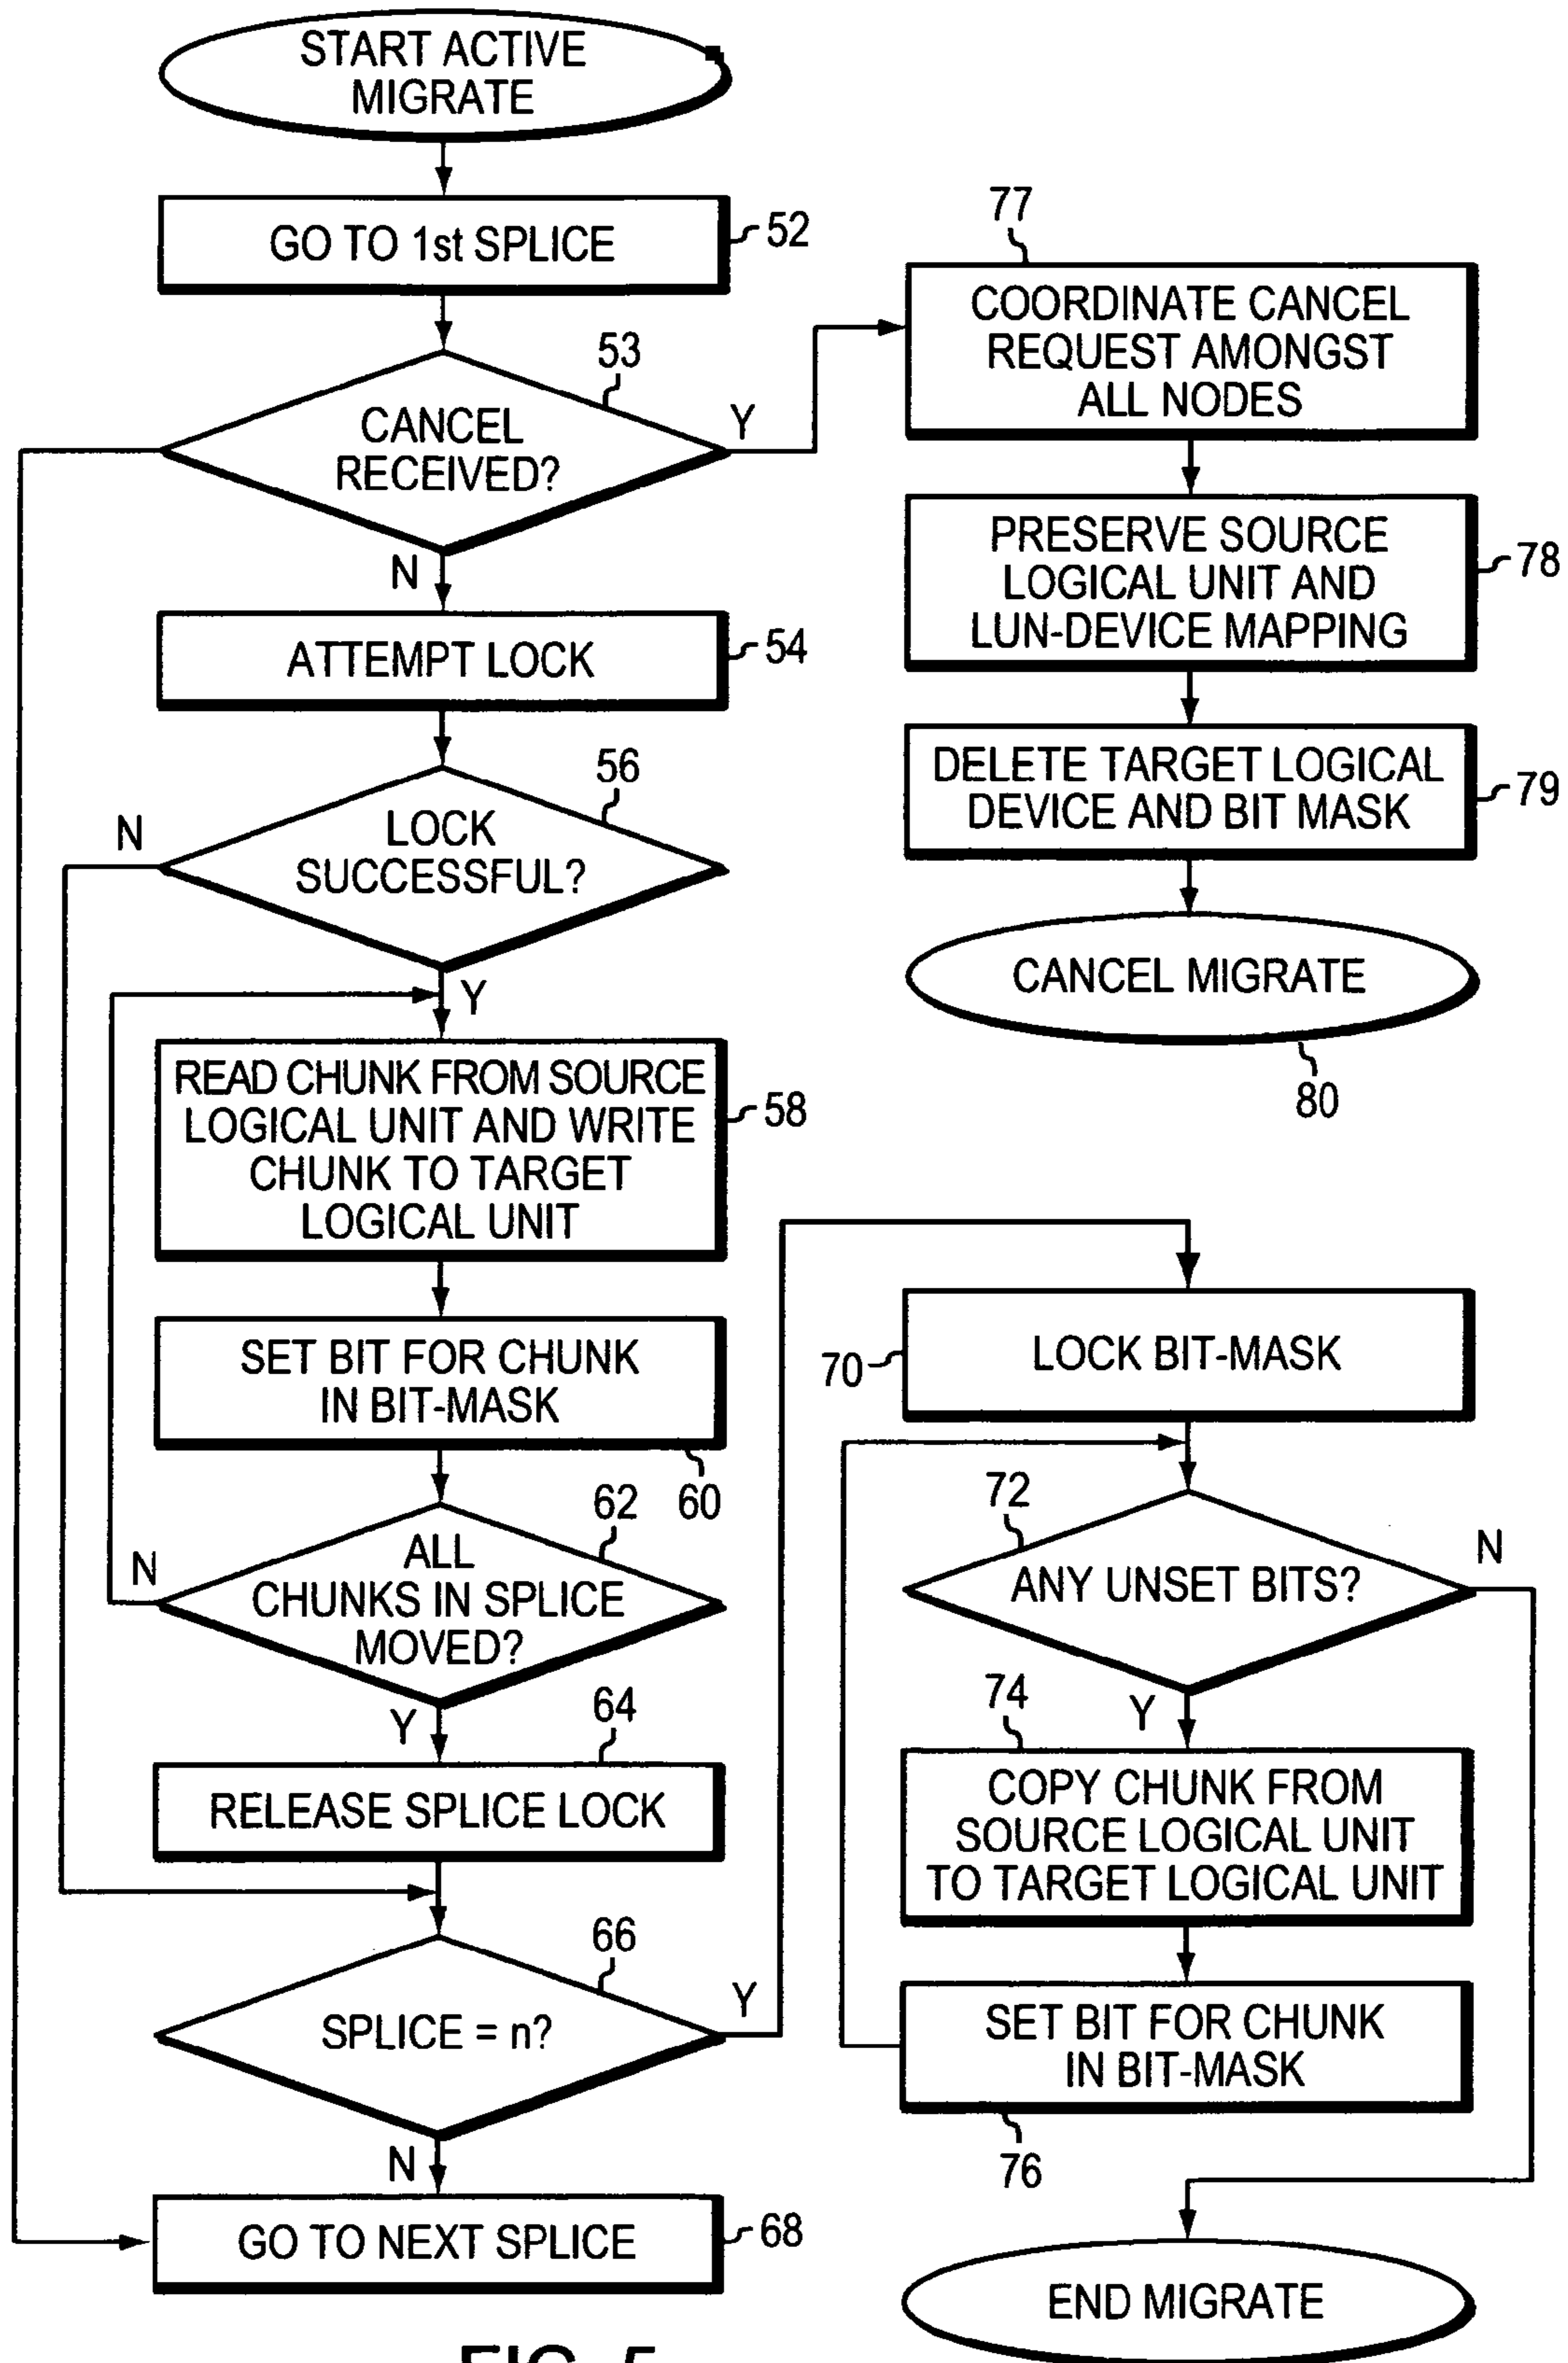 START ACTIVE
MIGRATE
GO TO 1st SPLICE
52
53
CANCEL
RECEIVED?
Y
N
ATTEMPT LOCK
54
56
LOCK
SUCCESSFUL?
N
Y
READ CHUNK FROM SOURCE
LOGICAL UNIT AND WRITE
CHUNK TO TARGET
LOGICAL UNIT
58
SET BIT FOR CHUNK
IN BIT-MASK
60
62
ALL
CHUNKS IN SPLICE
MOVED?
N
Y
64
RELEASE SPLICE LOCK
66
SPLICE = n?
Y
N
GO TO NEXT SPLICE
68
77
COORDINATE CANCEL
REQUEST AMONGST
ALL NODES
PRESERVE SOURCE
LOGICAL UNIT AND
LUN-DEVICE MAPPING
78
DELETE TARGET LOGICAL
DEVICE AND BIT MASK
79
CANCEL MIGRATE
80
LOCK BIT-MASK
70
72
ANY UNSET BITS?
N
Y
74
COPY CHUNK FROM
SOURCE LOGICAL UNIT
TO TARGET LOGICAL UNIT
SET BIT FOR CHUNK
IN BIT-MASK
76
END MIGRATE
FIG. 5